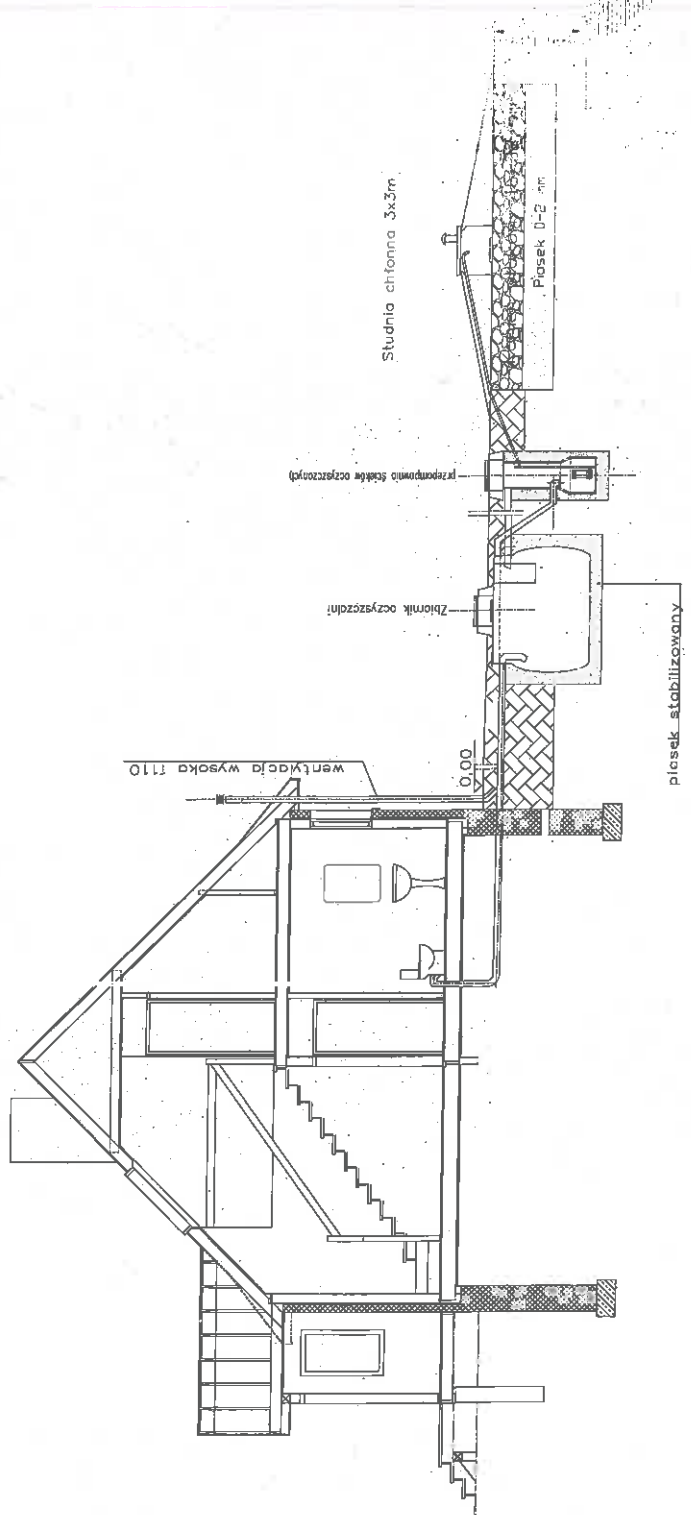 Studnia chłonna 3x3m
Piasek 0-2 mm
przepompownia ścieków oczyszczonych
Zbiornik oczyszczalni
piasek stabilizowany
wentylacja wysoka f110
0,00